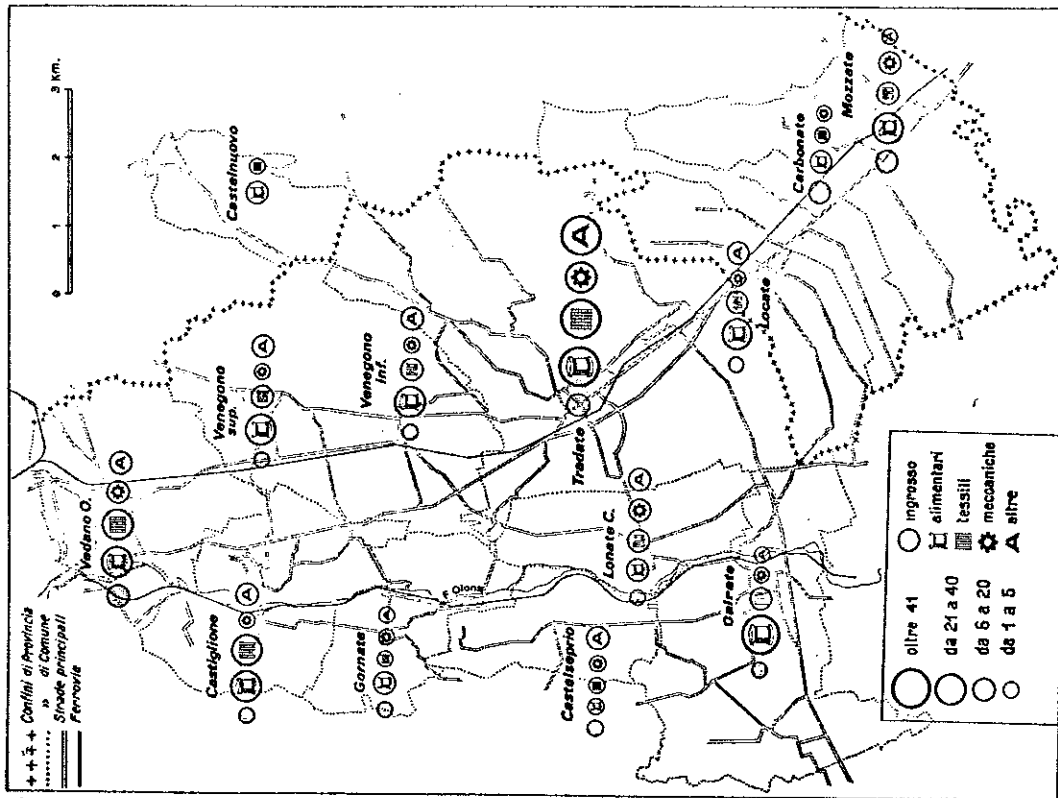 +++ Confini di Provincia
······ » di Comune
Strade principali
Ferrovie
0 1 2 3 Km.
Vedano O.
Castiglione
Venegono
sup.
Castelnuovo
Gornate
Venegono
Inf.
F. Olona
Castelseprio
Lonate C.
Tradate
Cairate
Locate
Carbonate
Mozzate
oltre 41
da 21 a 40
da 6 a 20
da 1 a 5
ingrosso
alimentari
tessili
meccaniche
A altre